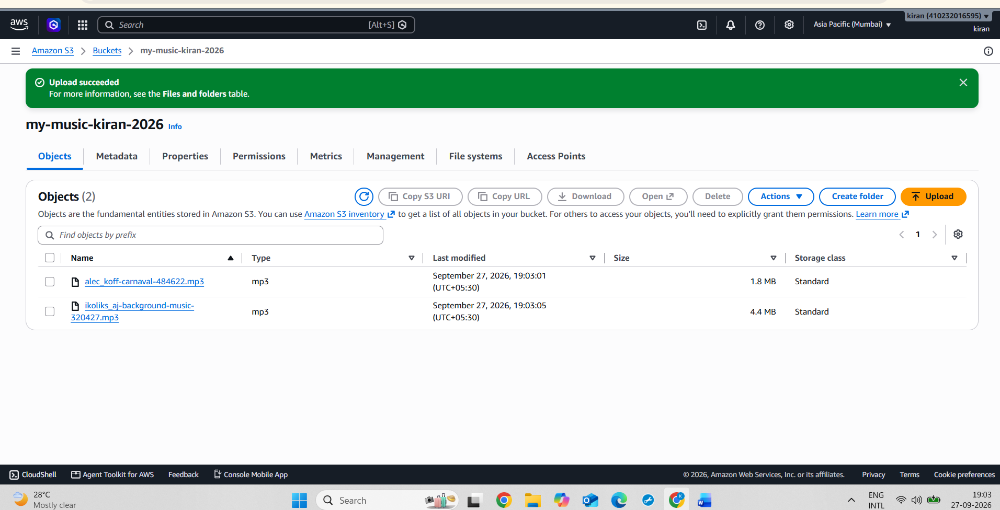 aws
Search [Alt+S]
Asia Pacific (Mumbai)
kiran (410232016595)
kiran
Amazon S3 > Buckets > my-music-kiran-2026
Upload succeeded
For more information, see the Files and folders table.
my-music-kiran-2026 Info
Objects Metadata Properties Permissions Metrics Management File systems Access Points
Objects (2) Copy S3 URI Copy URL Download Open Delete Actions Create folder Upload
Objects are the fundamental entities stored in Amazon S3. You can use Amazon S3 inventory to get a list of all objects in your bucket. For others to access your objects, you'll need to explicitly grant them permissions. Learn more
Find objects by prefix
1
Name Type Last modified Size Storage class
alec_koff-carnaval-484622.mp3 mp3 September 27, 2026, 19:03:01 (UTC+05:30) 1.8 MB Standard
ikoliks_aj-background-music-320427.mp3 mp3 September 27, 2026, 19:03:05 (UTC+05:30) 4.4 MB Standard
CloudShell Agent Toolkit for AWS Feedback Console Mobile App © 2026, Amazon Web Services, Inc. or its affiliates. Privacy Terms Cookie preferences
28°C
Mostly clear
Search
K
W
ENG
INTL
19:03
27-09-2026